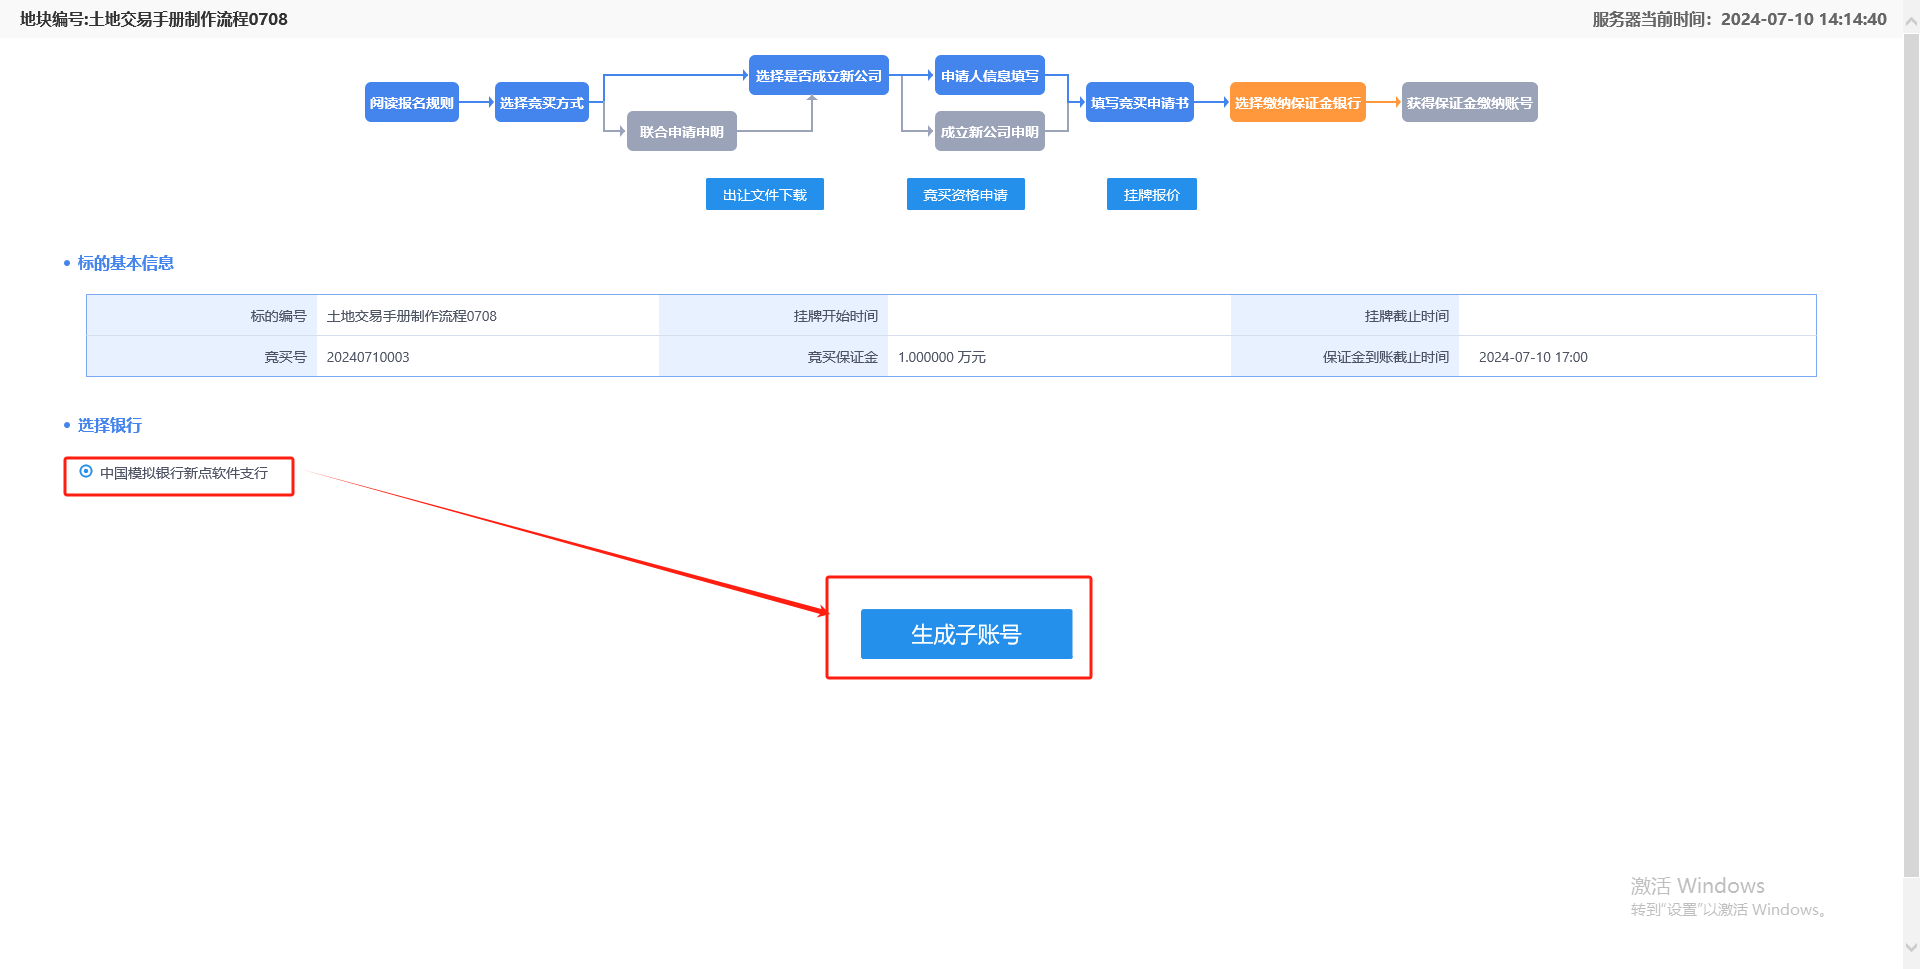 地块编号:土地交易手册制作流程0708
服务器当前时间：2024-07-10 14:14:40
选择是否成立新公司
申请人信息填写
阅读报名规则
选择竞买方式
填写竞买申请书
选择缴纳保证金银行
获得保证金缴纳账号
联合申请申明
成立新公司申明
出让文件下载
竞买资格申请
挂牌报价
标的基本信息
标的编号 土地交易手册制作流程0708 挂牌开始时间 挂牌截止时间
竞买号 20240710003 竞买保证金 1.000000 万元 保证金到账截止时间 2024-07-10 17:00
选择银行
中国模拟银行新点软件支行
生成子账号
激活 Windows
转到"设置"以激活 Windows。